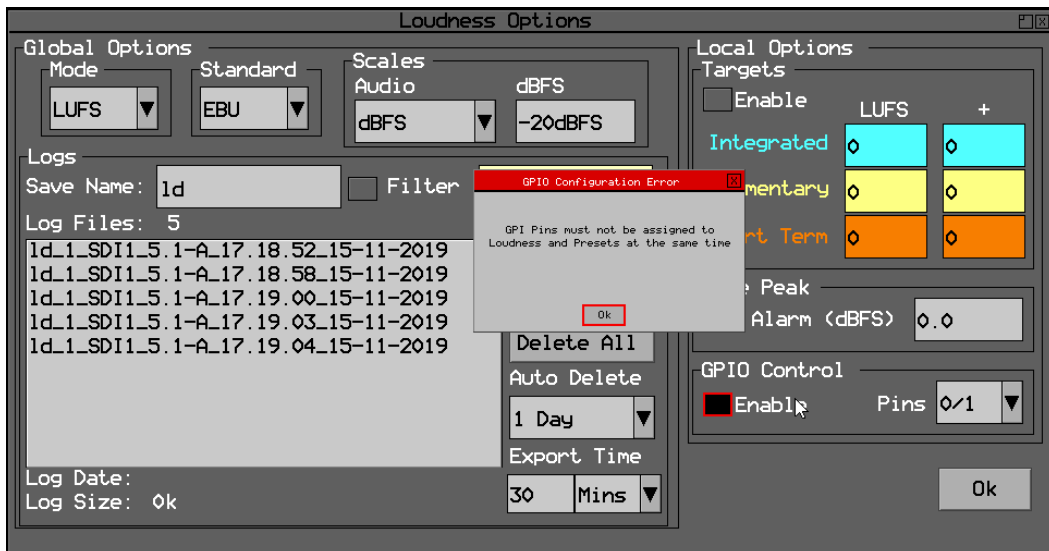 Loudness Options
Global Options
Mode
LUFS
Standard
EBU
Scales
Audio
dBFS
dBFS
-20dBFS
Logs
Save Name: ld
Filter
Log Files: 5
ld_1_SDI1_5.1-A_17.18.52_15-11-2019
ld_1_SDI1_5.1-A_17.18.58_15-11-2019
ld_1_SDI1_5.1-A_17.19.00_15-11-2019
ld_1_SDI1_5.1-A_17.19.03_15-11-2019
ld_1_SDI1_5.1-A_17.19.04_15-11-2019
Log Date:
Log Size: 0k
Delete All
Auto Delete
1 Day
Export Time
30 Mins
GPIO Configuration Error
GPI Pins must not be assigned to
Loudness and Presets at the same time
Ok
Local Options
Targets
Enable
LUFS +
Integrated 0 0
mentary 0 0
rt Term 0 0
Peak
Alarm (dBFS) 0.0
GPIO Control
Enable Pins 0/1
Ok